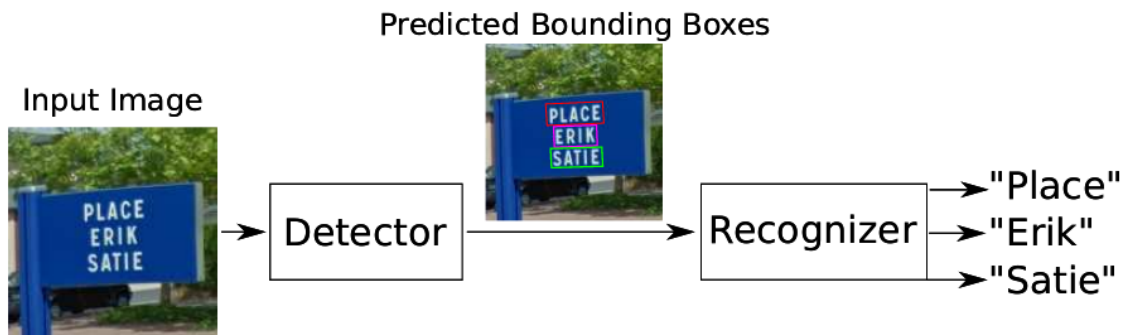 Predicted Bounding Boxes
Input Image
PLACE
ERIK
SATIE
Detector
PLACE
ERIK
SATIE
Recognizer
"Place"
"Erik"
"Satie"